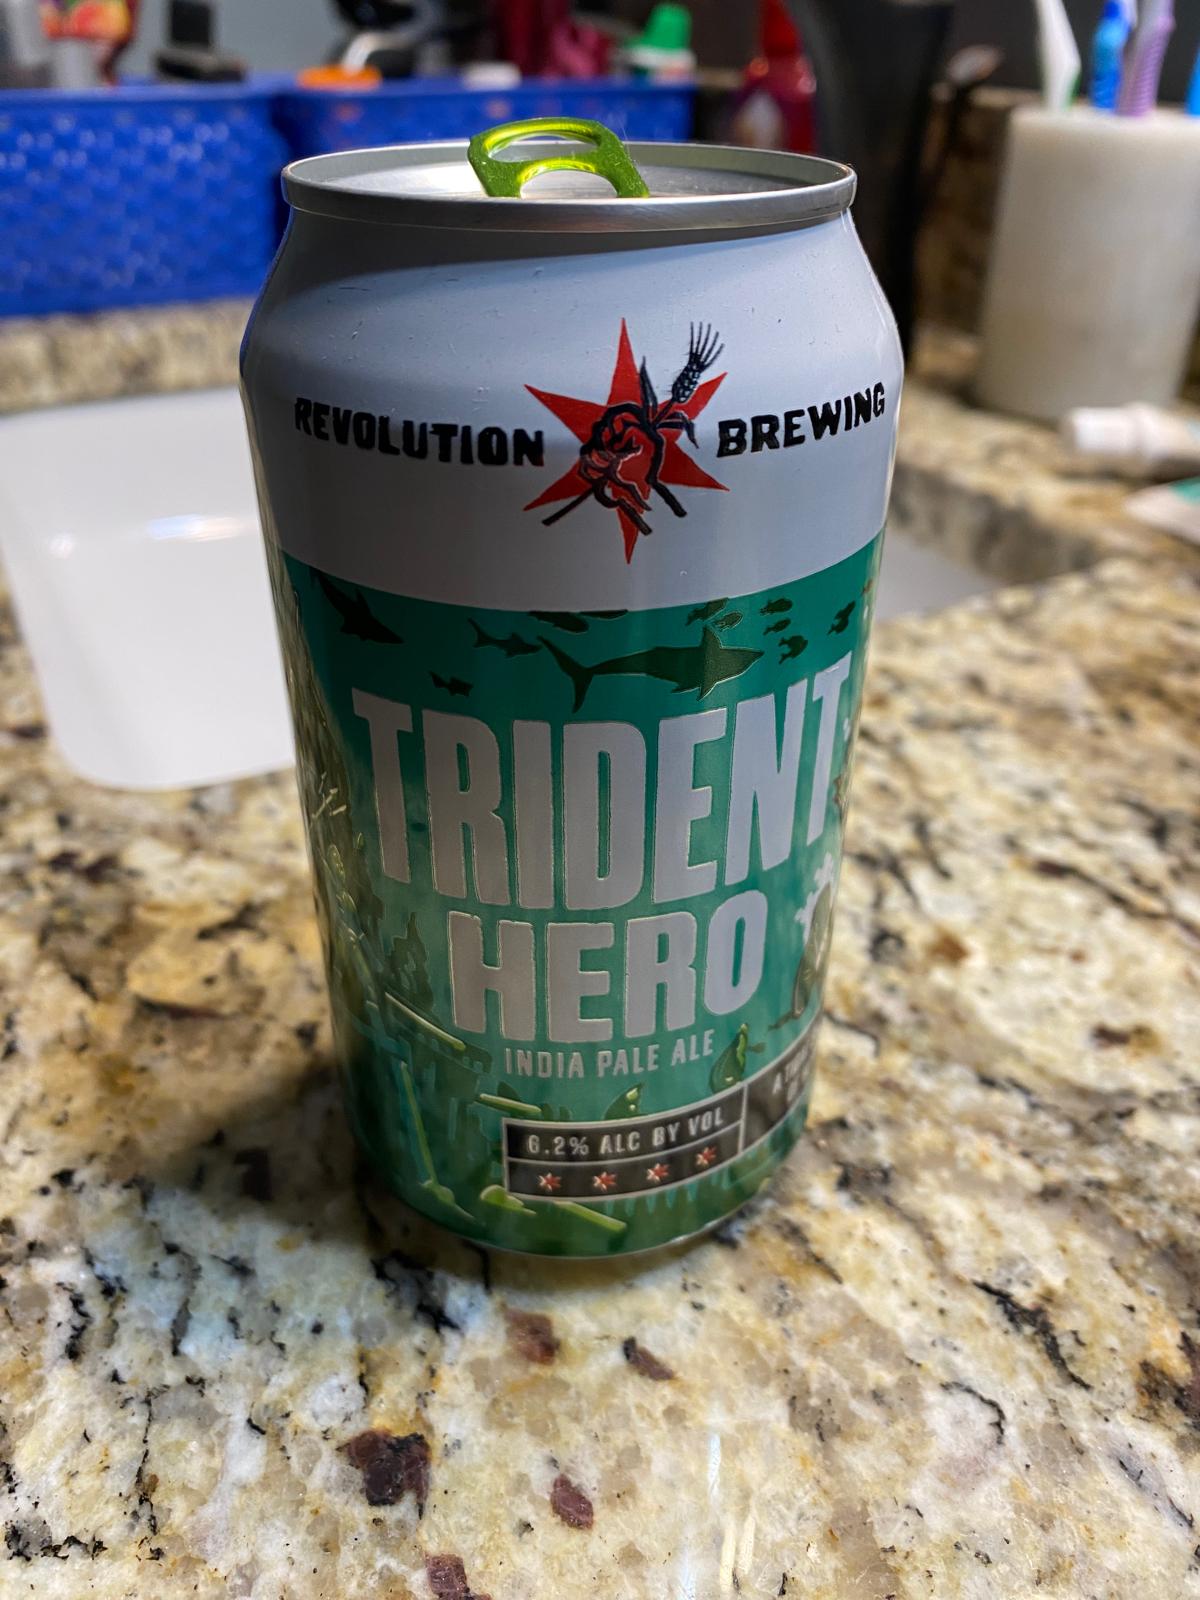 REVOLUTION BREWING
TRIDENT
HERO
INDIA PALE ALE
6.2% ALC BY VOL